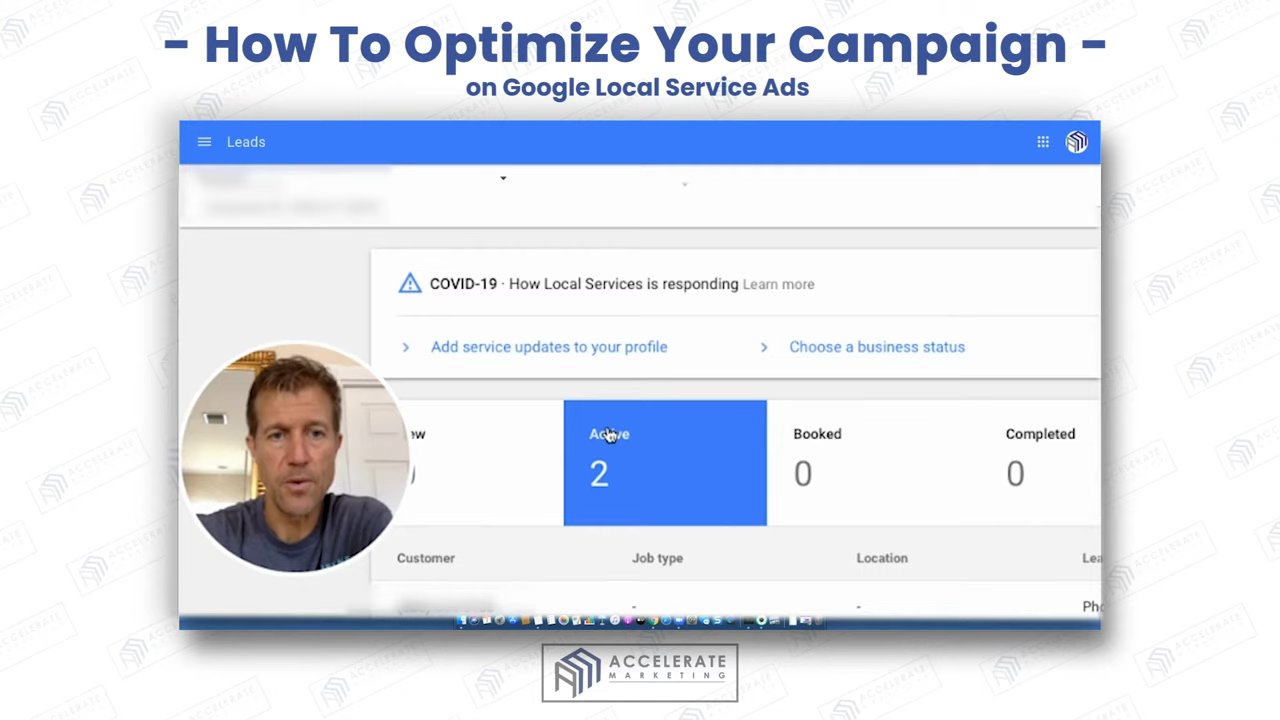 - How To Optimize Your Campaign -
on Google Local Service Ads
Leads
COVID-19 · How Local Services is responding Learn more
Add service updates to your profile
Choose a business status
Booked
Completed
2
0
0
Customer
Job type
Location
-
-
ACCELERATE
MARKETING